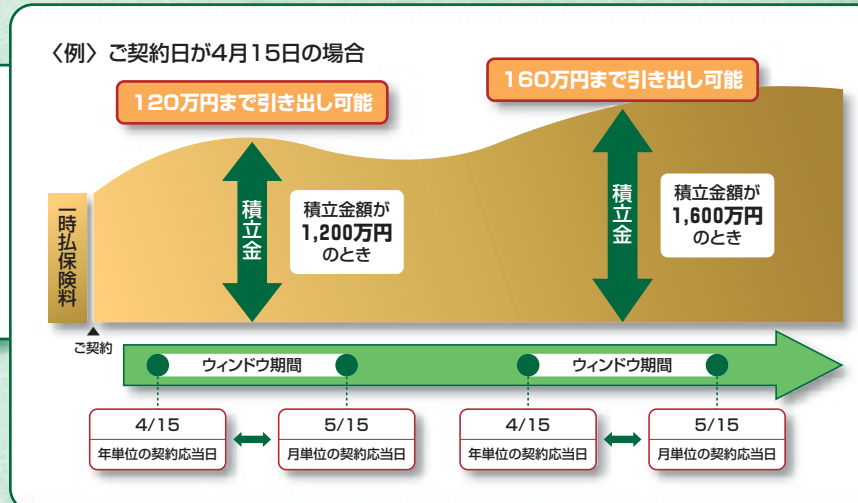 〈例〉ご契約日が4月15日の場合
120万円まで引き出し可能
160万円まで引き出し可能
一時払保険料
積立金
積立金額が
1,200万円
のとき
積立金
積立金額が
1,600万円
のとき
ご契約
ウィンドウ期間
ウィンドウ期間
4/15
年単位の契約応当日
5/15
月単位の契約応当日
4/15
年単位の契約応当日
5/15
月単位の契約応当日